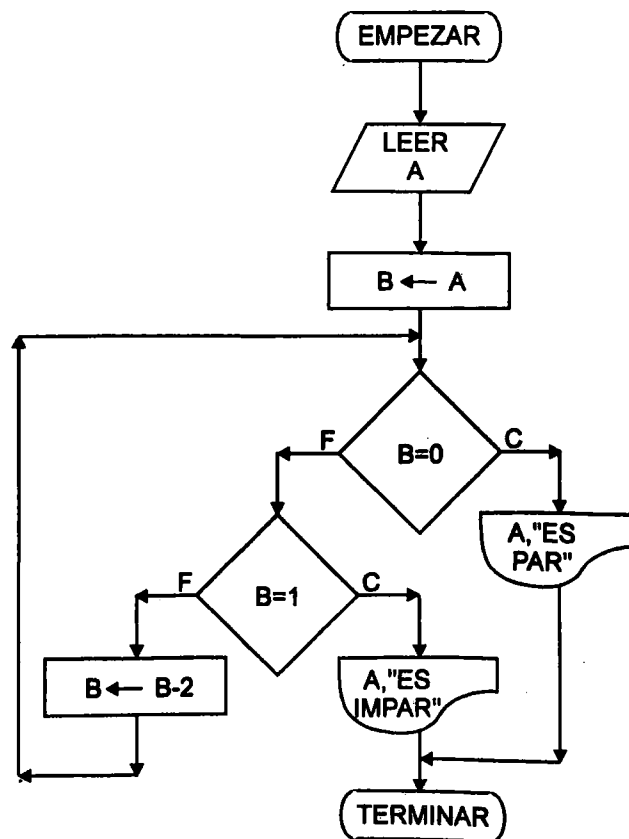 EMPEZAR
LEER
A
B ← A
B=0
F
C
A,"ES
PAR"
B=1
F
C
B ← B-2
A,"ES
IMPAR"
TERMINAR